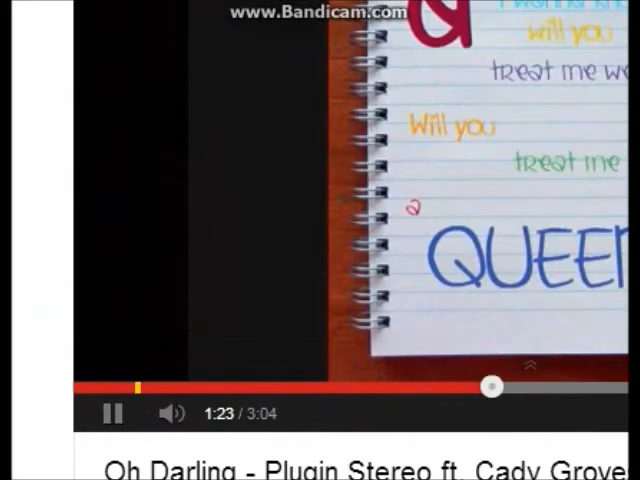 www.Bandicam.com
will you
treat me
Will you
treat me
a
QUEEN
1:23 / 3:04
Oh Darling - Plugin Stereo ft. Cady Grove